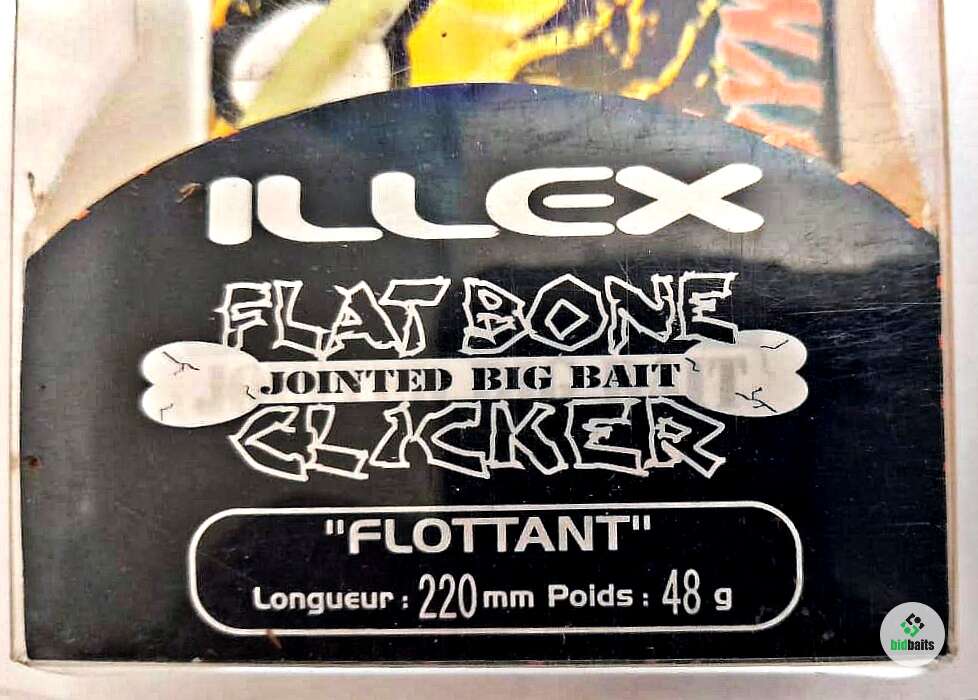 ILLEX
FLAT BONE
JOINTED BIG BAIT
CLICKER
"FLOTTANT"
Longueur : 220 mm Poids : 48 g
bidbaits